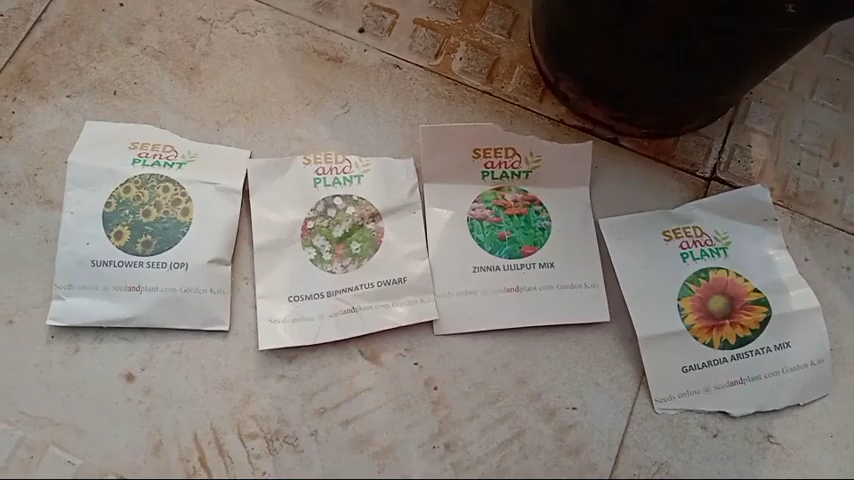 SEED
and
PLANT
SUNFLOWER SEED (OP)
Seeds online @ seedandplant.com Garden Kits
SEED
and
PLANT
COSMOS BIPINNATUS DWARF
Seeds online @ seedandplant.com Garden Kits
SEED
and
PLANT
ZINNIA LILIPUT MIX
Seeds online @ seedandplant.com Garden Kits
SEED
and
PLANT
GAILARDIA ARISTATA MIX
Seeds online @ seedandplant.com Garden Kits